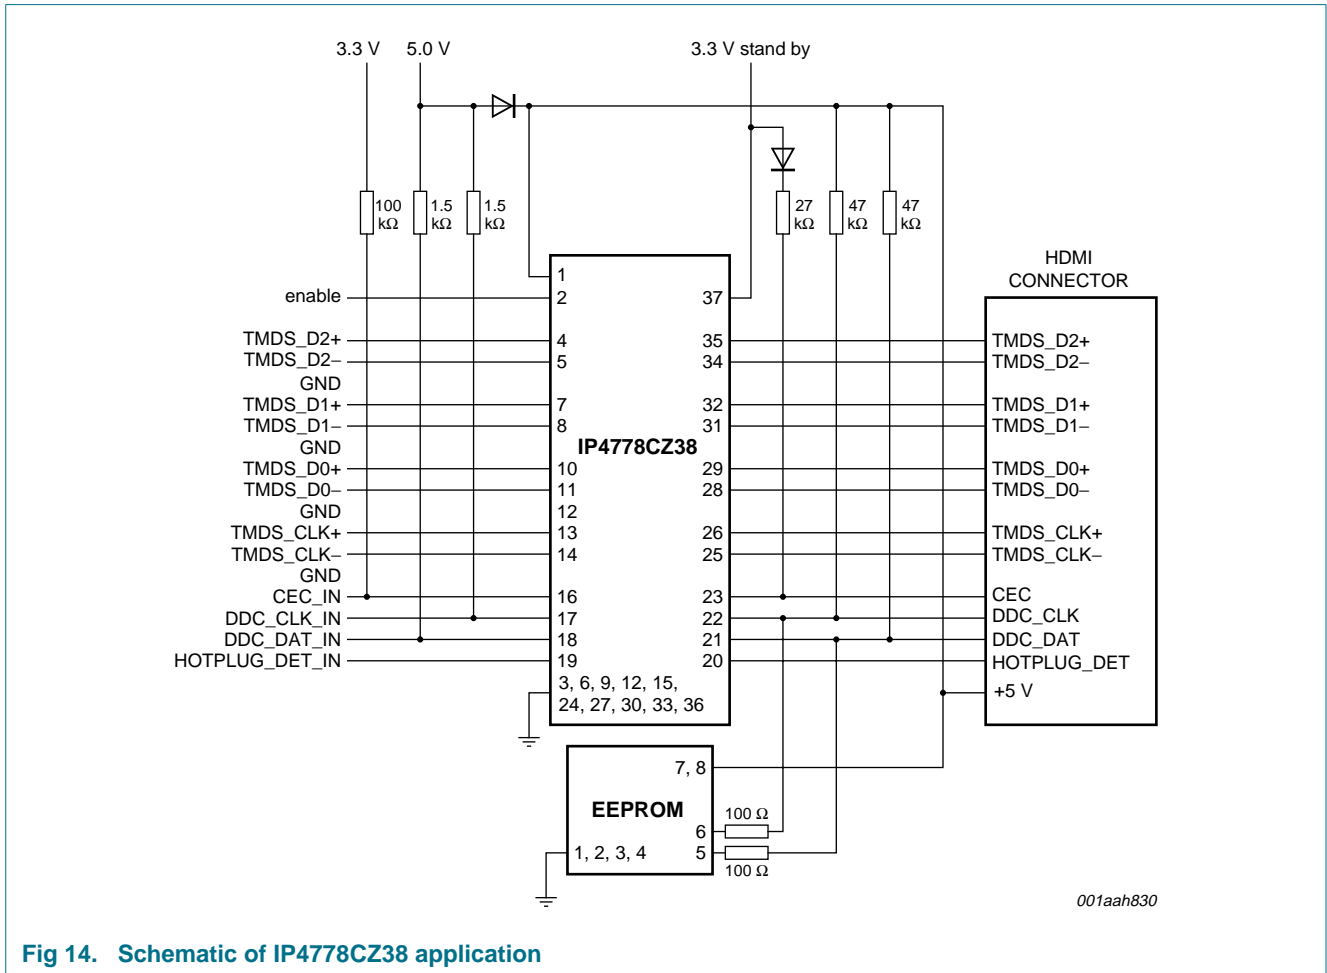 3.3 V
5.0 V
3.3 V stand by
100 kΩ
1.5 kΩ
1.5 kΩ
27 kΩ
47 kΩ
47 kΩ
HDMI
CONNECTOR
enable
TMDS_D2+
TMDS_D2−
GND
TMDS_D1+
TMDS_D1−
GND
TMDS_D0+
TMDS_D0−
GND
TMDS_CLK+
TMDS_CLK−
GND
CEC_IN
DDC_CLK_IN
DDC_DAT_IN
HOTPLUG_DET_IN
1
2
4
5
7
8
10
11
12
13
14
16
17
18
19
3, 6, 9, 12, 15,
24, 27, 30, 33, 36
IP4778CZ38
37
35
34
32
31
29
28
26
25
23
22
21
20
TMDS_D2+
TMDS_D2−
TMDS_D1+
TMDS_D1−
TMDS_D0+
TMDS_D0−
TMDS_CLK+
TMDS_CLK−
CEC
DDC_CLK
DDC_DAT
HOTPLUG_DET
+5 V
7, 8
EEPROM
6
5
1, 2, 3, 4
100 Ω
100 Ω
001aah830
Fig 14. Schematic of IP4778CZ38 application